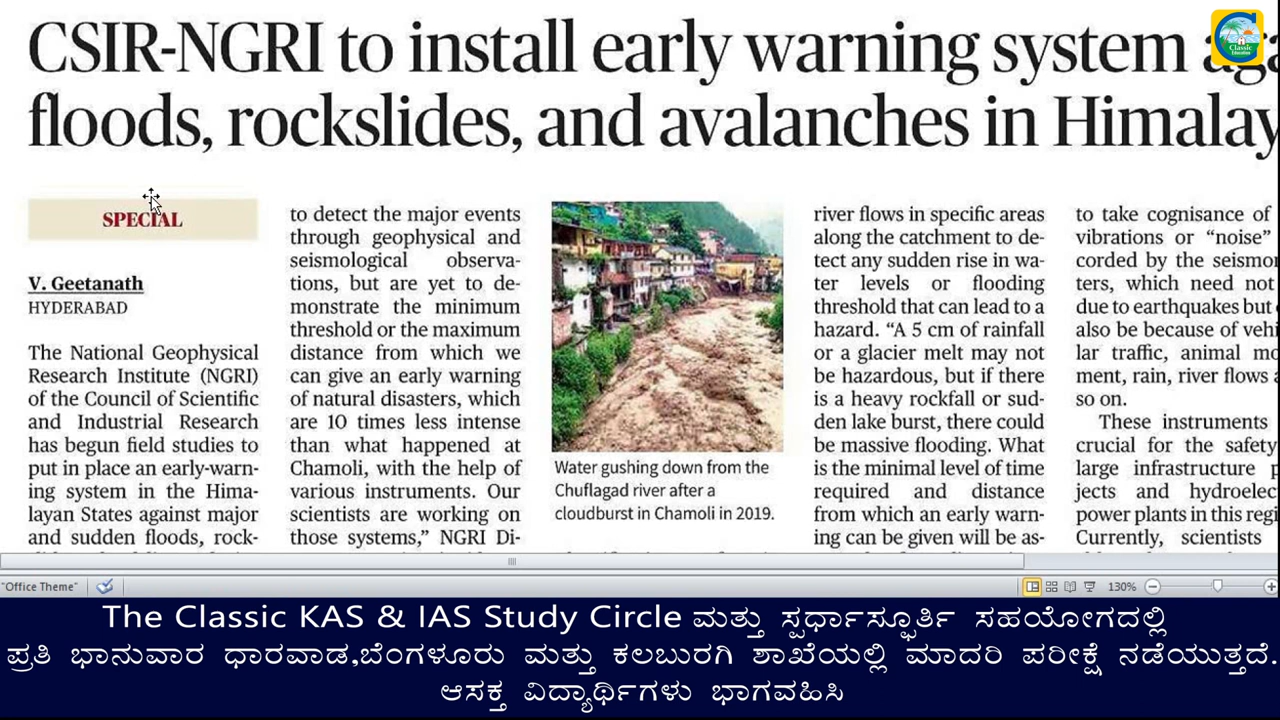 CSIR-NGRI to install early warning system aga
floods, rockslides, and avalanches in Himalay
Classic
SPECIAL
V. Geetanath
HYDERABAD
The National Geophysical
Research Institute (NGRI)
of the Council of Scientific
and Industrial Research
has begun field studies to
put in place an early-warn-
ing system in the Hima-
layan States against major
and sudden floods, rock-
to detect the major events
through geophysical and
seismological observa-
tions, but are yet to de-
monstrate the minimum
threshold or the maximum
distance from which we
can give an early warning
of natural disasters, which
are 10 times less intense
than what happened at
Chamoli, with the help of
various instruments. Our
scientists are working on
those systems,” NGRI Di-
Water gushing down from the
Chuflagad river after a
cloudburst in Chamoli in 2019.
river flows in specific areas
along the catchment to de-
tect any sudden rise in wa-
ter levels or flooding
threshold that can lead to a
hazard. “A 5 cm of rainfall
or a glacier melt may not
be hazardous, but if there
is a heavy rockfall or sud-
den lake burst, there could
be massive flooding. What
is the minimal level of time
required and distance
from which an early warn-
ing can be given will be as-
to take cognisance of
vibrations or “noise”
corded by the seismo
ters, which need not
due to earthquakes but
also be because of vehi
lar traffic, animal mo
ment, rain, river flows a
so on.
These instruments
crucial for the safety
large infrastructure p
jects and hydroelec
power plants in this regi
Currently, scientists
"Office Theme"
130%
The Classic KAS & IAS Study Circle ಮತ್ತು ಸ್ಪರ್ಧಾಸ್ಫೂರ್ತಿ ಸಹಯೋಗದಲ್ಲಿ
ಪ್ರತಿ ಭಾನುವಾರ ಧಾರವಾಡ,ಬೆಂಗಳೂರು ಮತ್ತು ಕಲಬುರಗಿ ಶಾಖೆಯಲ್ಲಿ ಮಾದರಿ ಪರೀಕ್ಷೆ ನಡೆಯುತ್ತದೆ.
ಆಸಕ್ತ ವಿದ್ಯಾರ್ಥಿಗಳು ಭಾಗವಹಿಸಿ